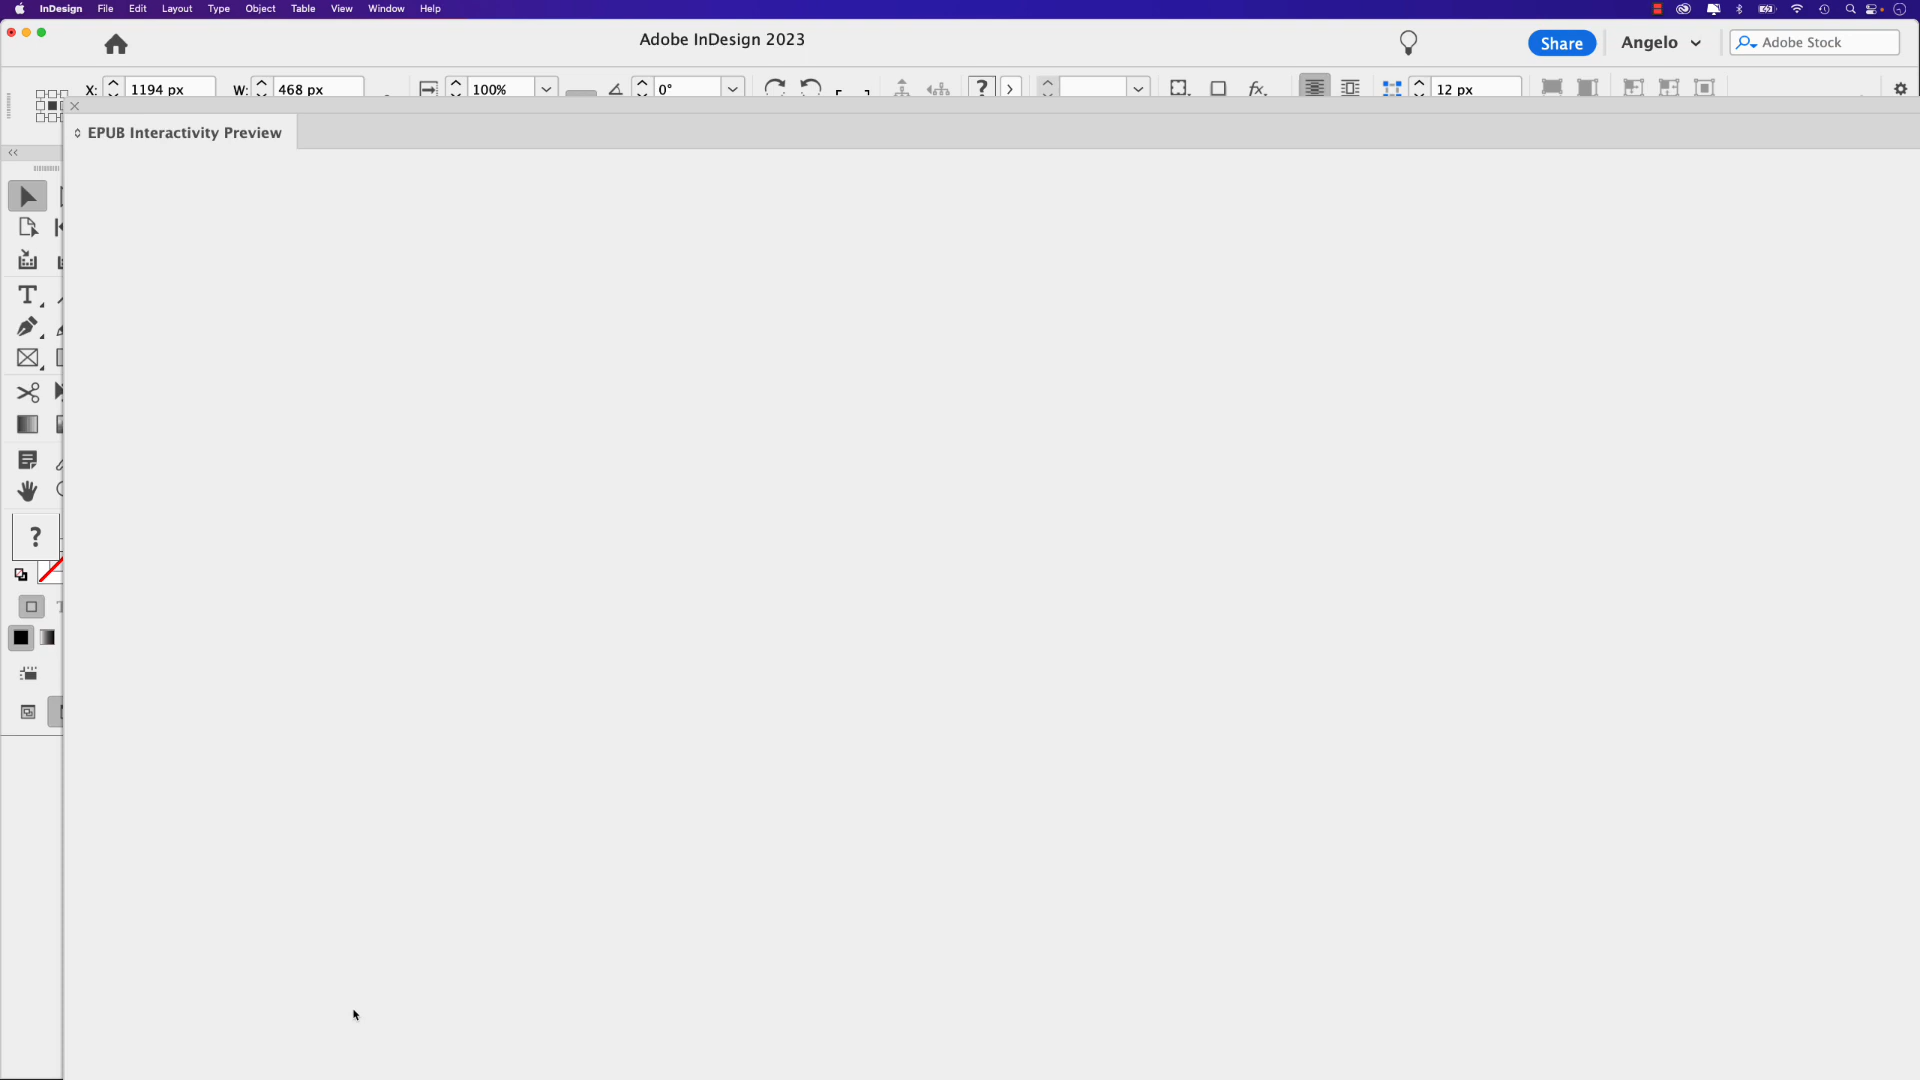 InDesign File Edit Layout Type Object Table View Window Help
Adobe InDesign 2023
Share Angelo Adobe Stock
X: 1194 px W: 468 px 100% 0° ? fx. 12 px
EPUB Interactivity Preview
T
?